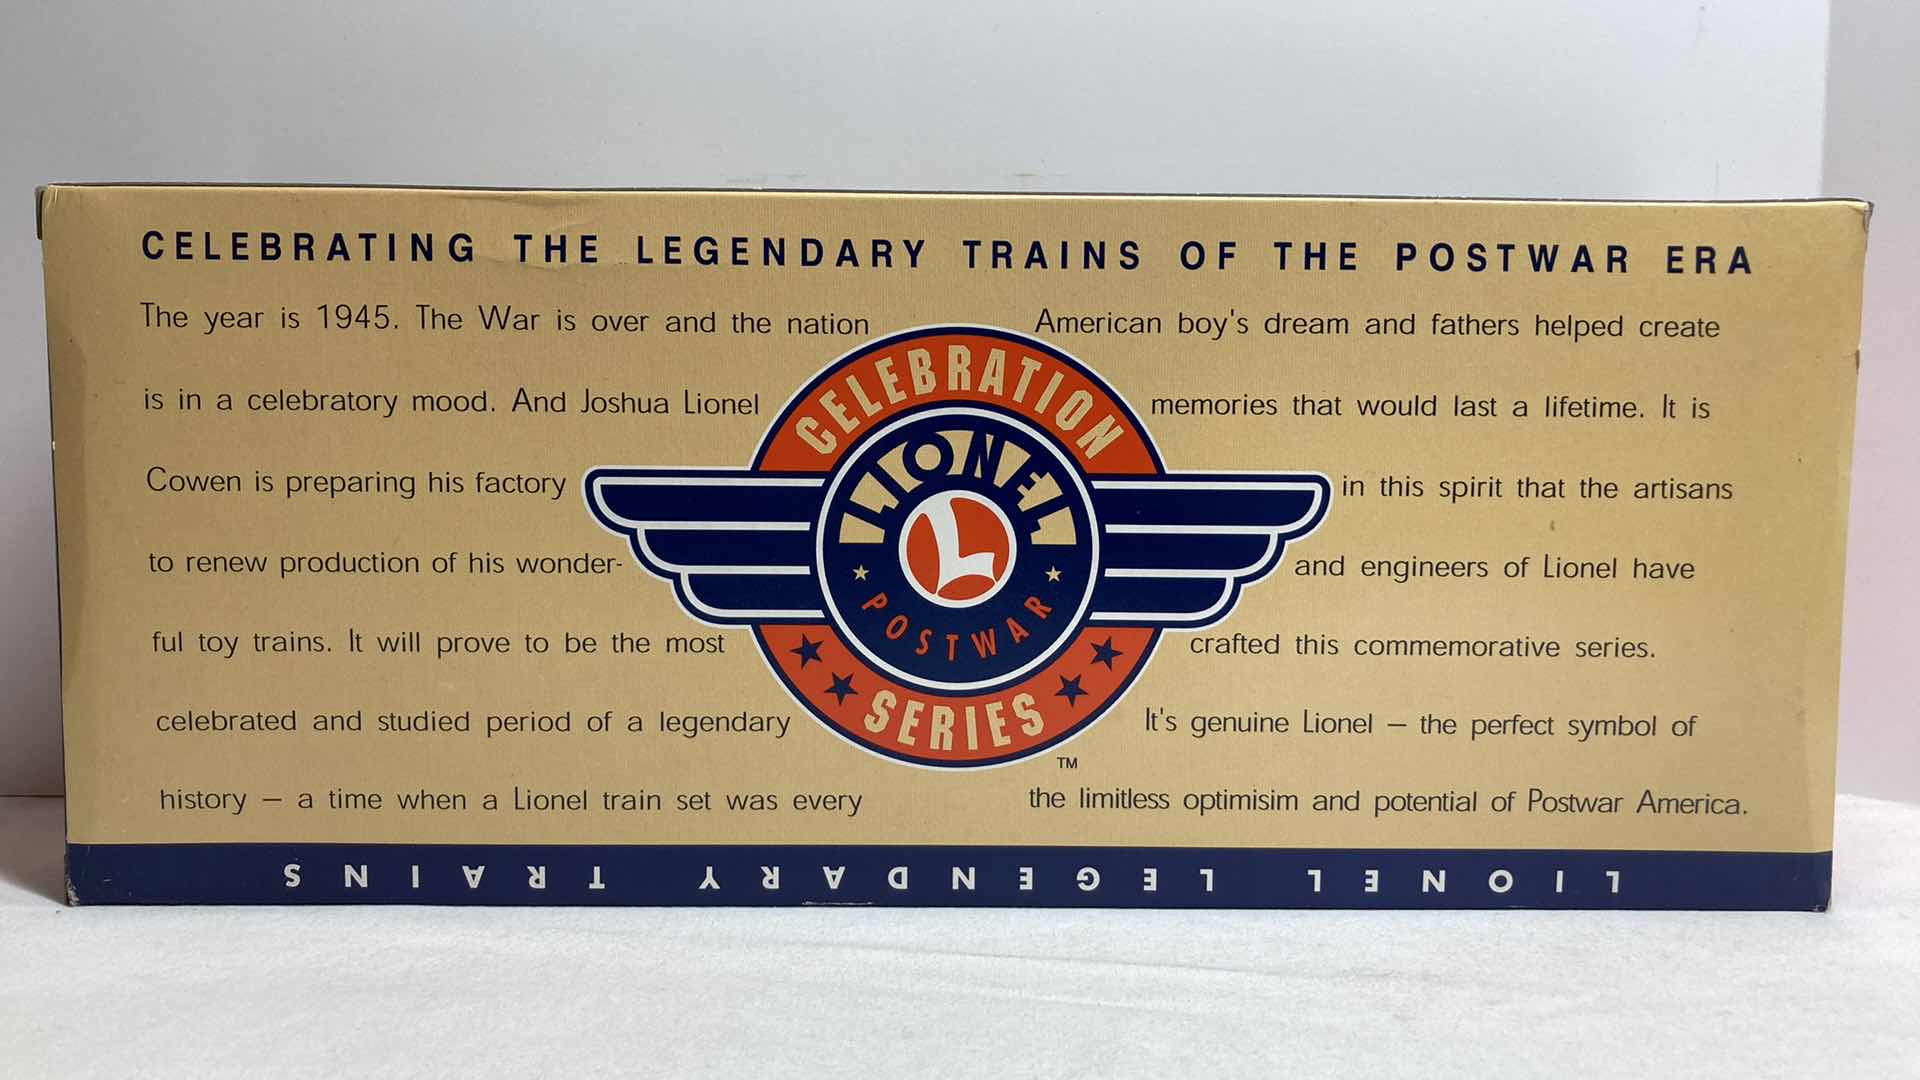 CELEBRATING THE LEGENDARY TRAINS OF THE POSTWAR ERA
The year is 1945. The War is over and the nation
is in a celebratory mood. And Joshua Lionel
Cowen is preparing his factory
to renew production of his wonder-
ful toy trains. It will prove to be the most
celebrated and studied period of a legendary
history – a time when a Lionel train set was every
American boy's dream and fathers helped create
memories that would last a lifetime. It is
in this spirit that the artisans
and engineers of Lionel have
crafted this commemorative series.
It's genuine Lionel – the perfect symbol of
the limitless optimisim and potential of Postwar America.
CELEBRATION
LIONEL
L
POSTWAR
SERIES
TM
LIONEL LEGENDARY TRAINS